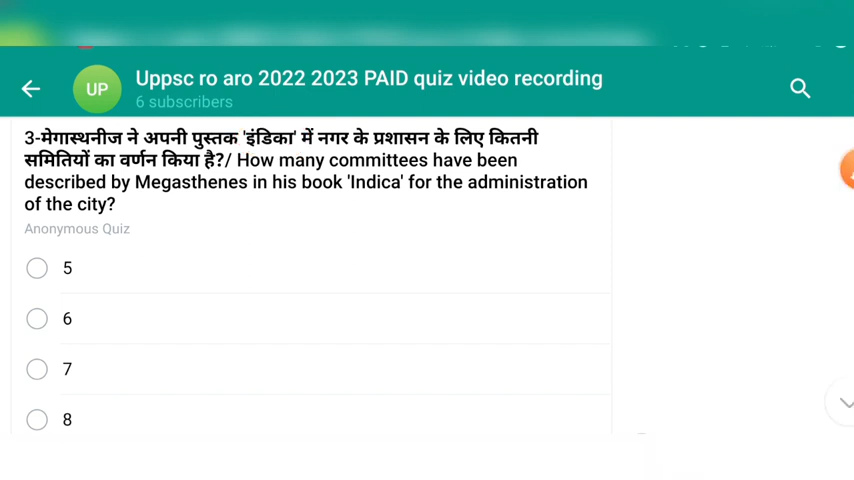 Uppsc ro aro 2022 2023 PAID quiz video recording
UP
6 subscribers
3-मेगास्थनीज ने अपनी पुस्तक 'इंडिका' में नगर के प्रशासन के लिए कितनी
समितियों का वर्णन किया है?/ How many committees have been
described by Megasthenes in his book 'Indica' for the administration
of the city?
Anonymous Quiz
5
6
7
8